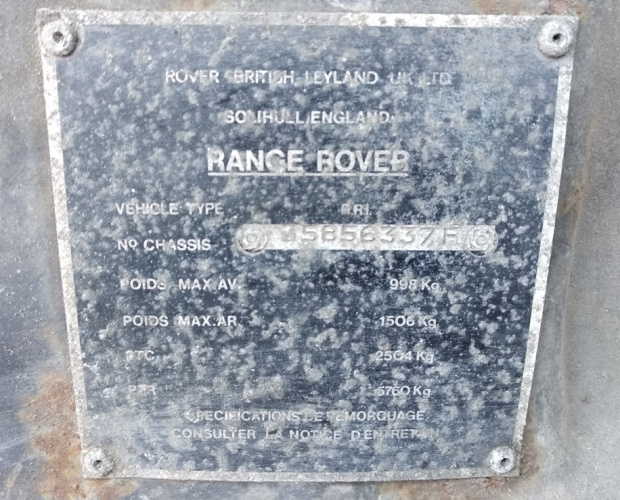 ROVER BRITISH LEYLAND UK LTD
SOLIHULL ENGLAND
RANGE ROVER
VEHICLE TYPE R.R.I.
Nº CHASSIS
POIDS MAX AV. 998 Kg
POIDS MAX.AR 1506 Kg
2504 Kg
5760 Kg
SPECIFICATIONS DE REMORQUAGE
CONSULTER LA NOTICE D'ENTRETIEN